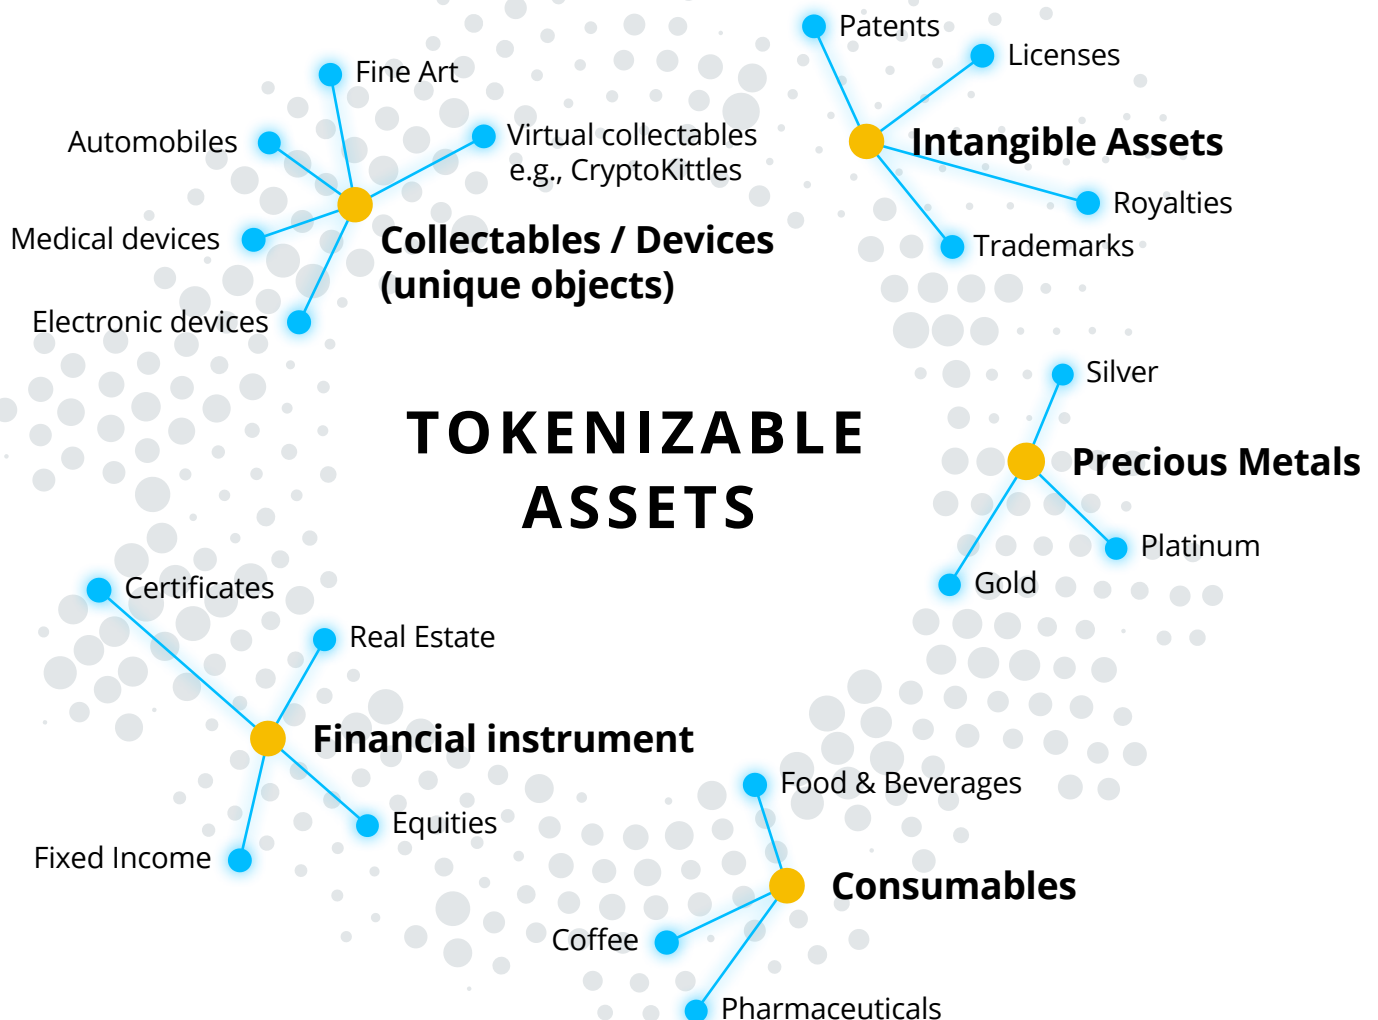 Patents
Licenses
Intangible Assets
Royalties
Trademarks
Fine Art
Automobiles
Virtual collectables
e.g., CryptoKittles
Medical devices
Collectables / Devices
(unique objects)
Electronic devices
TOKENIZABLE
ASSETS
Silver
Precious Metals
Platinum
Gold
Certificates
Real Estate
Financial instrument
Equities
Fixed Income
Food & Beverages
Consumables
Coffee
Pharmaceuticals